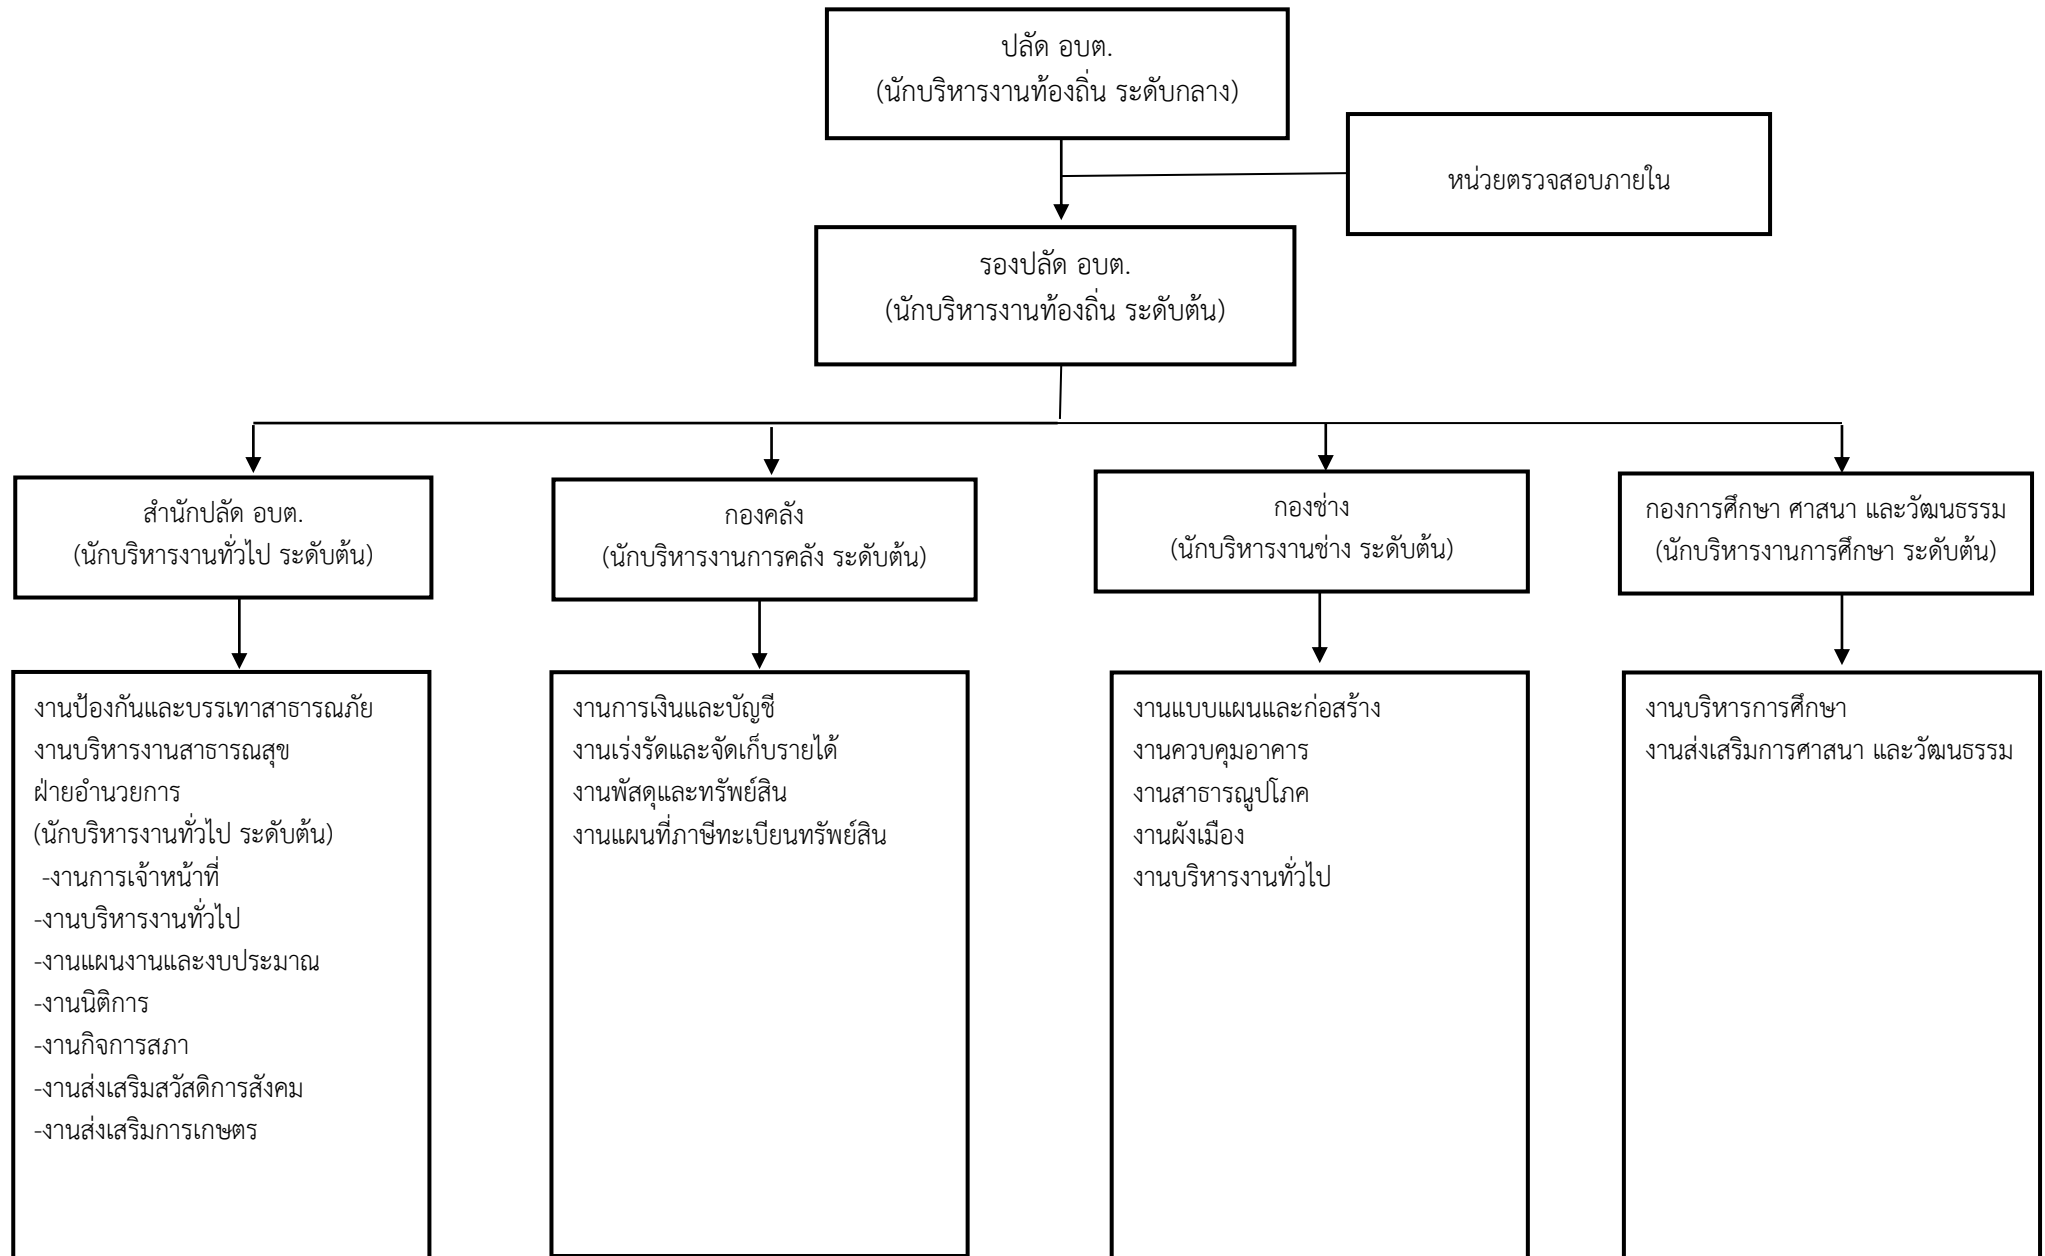 ปลัด อบต.
(นักบริหารงานท้องถิ่น ระดับกลาง)
หน่วยตรวจสอบภายใน
รองปลัด อบต.
(นักบริหารงานท้องถิ่น ระดับต้น)
สำนักปลัด อบต.
(นักบริหารงานทั่วไป ระดับต้น)
กองคลัง
(นักบริหารงานการคลัง ระดับต้น)
กองช่าง
(นักบริหารงานช่าง ระดับต้น)
กองการศึกษา ศาสนา และวัฒนธรรม
(นักบริหารงานการศึกษา ระดับต้น)
งานป้องกันและบรรเทาสาธารณภัย
งานบริหารงานสาธารณสุข
ฝ่ายอำนวยการ
(นักบริหารงานทั่วไป ระดับต้น)
-งานการเจ้าหน้าที่
-งานบริหารงานทั่วไป
-งานแผนงานและงบประมาณ
-งานนิติการ
-งานกิจการสภา
-งานส่งเสริมสวัสดิการสังคม
-งานส่งเสริมการเกษตร
งานการเงินและบัญชี
งานเร่งรัดและจัดเก็บรายได้
งานพัสดุและทรัพย์สิน
งานแผนที่ภาษีทะเบียนทรัพย์สิน
งานแบบแผนและก่อสร้าง
งานควบคุมอาคาร
งานสาธารณูปโภค
งานผังเมือง
งานบริหารงานทั่วไป
งานบริหารการศึกษา
งานส่งเสริมการศาสนา และวัฒนธรรม